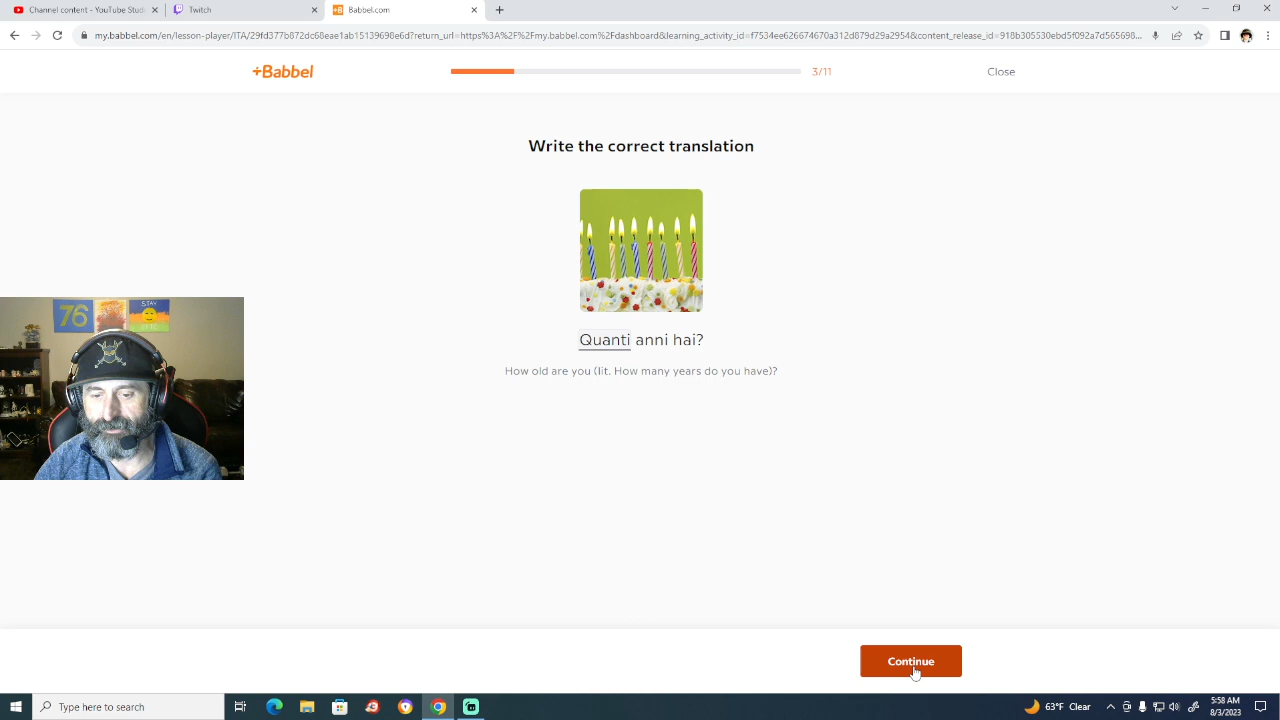 Channel content - YouTube Studi
Twitch
Babbel.com
my.babbel.com/en/lesson-player/ITA/29fd377b872dc68eae1ab15139698e6d?return_url=https%3A%2F%2Fmy.babbel.com%2Fdashboard&learning_activity_id=f7534ee626674670a312d879d29a2954&content_release_id=918b305530ebd5f092a7d565698...
+Babbel
3/11
Close
Write the correct translation
Quanti anni hai?
How old are you (lit. How many years do you have)?
76
STAY
Continue
Type here to search
63°F Clear
5:58 AM
8/3/2023